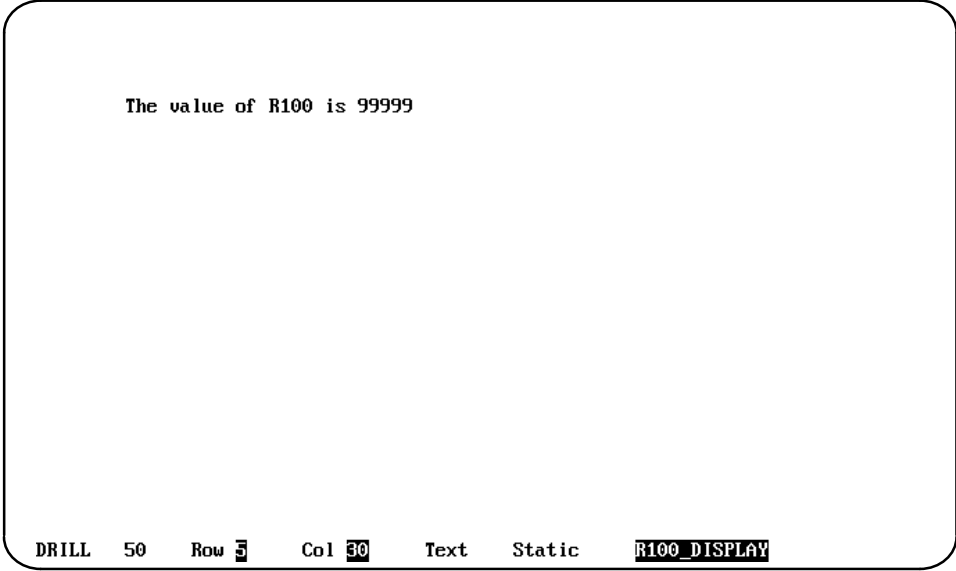 The value of R100 is 99999
DRILL 50 Row 5 Col 30 Text Static R100_DISPLAY